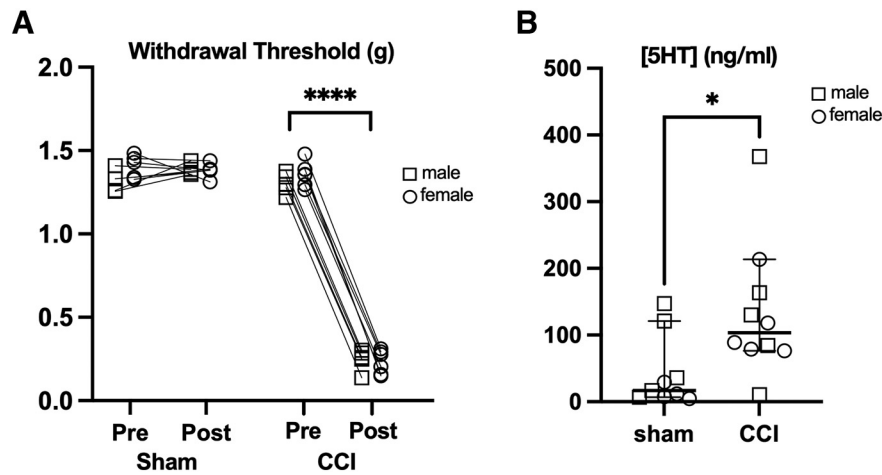 A
Withdrawal Threshold (g)
2.0
1.5
1.0
0.5
0.0
****
male
female
Pre Post Pre Post
Sham CCI
B
[5HT] (ng/ml)
500
400
300
200
100
0
*
male
female
sham CCI